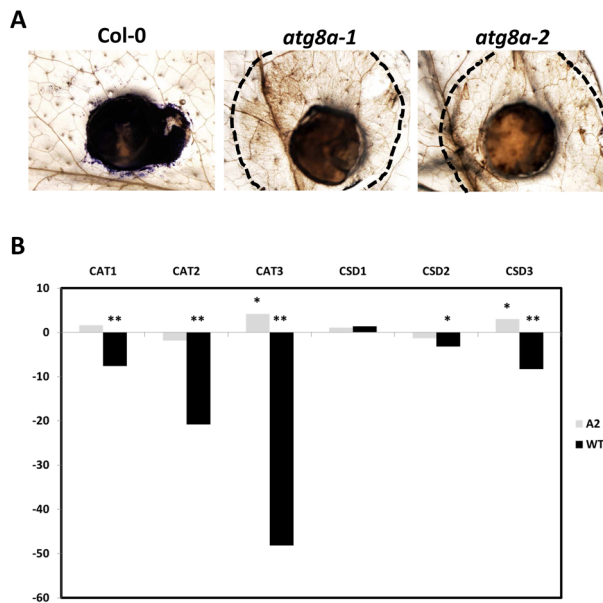 A
Col-0 atg8a-1 atg8a-2
B
CAT1 CAT2 CAT3 CSD1 CSD2 CSD3
10
0
-10
-20
-30
-40
-50
-60
** ** * ** * * **
A2
WT